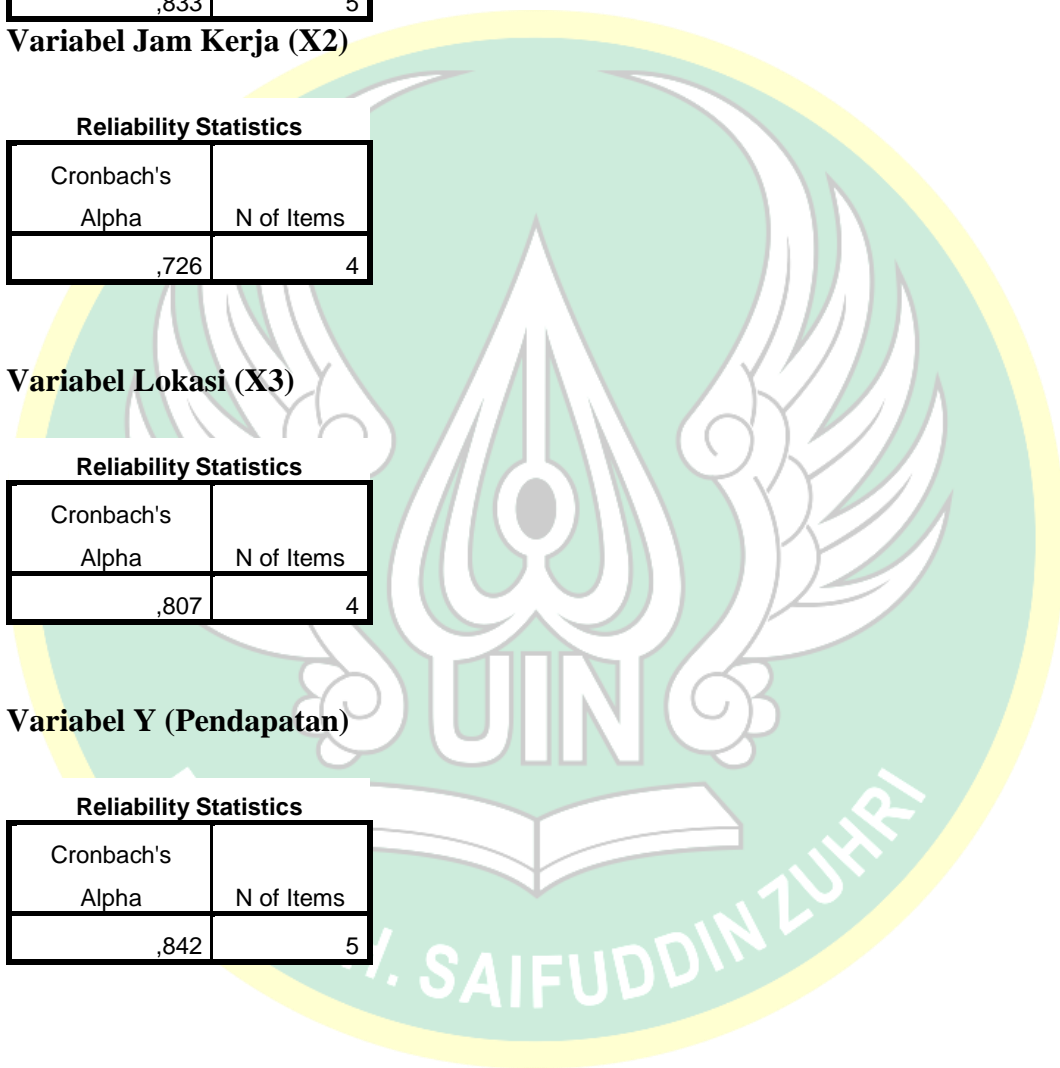 ,833 5
Variabel Jam Kerja (X2)
Reliability Statistics
Cronbach's
Alpha N of Items
,726 4
Variabel Lokasi (X3)
Reliability Statistics
Cronbach's
Alpha N of Items
,807 4
Variabel Y (Pendapatan)
Reliability Statistics
Cronbach's
Alpha N of Items
,842 5
UIN
H. SAIFUDDIN ZUHRI